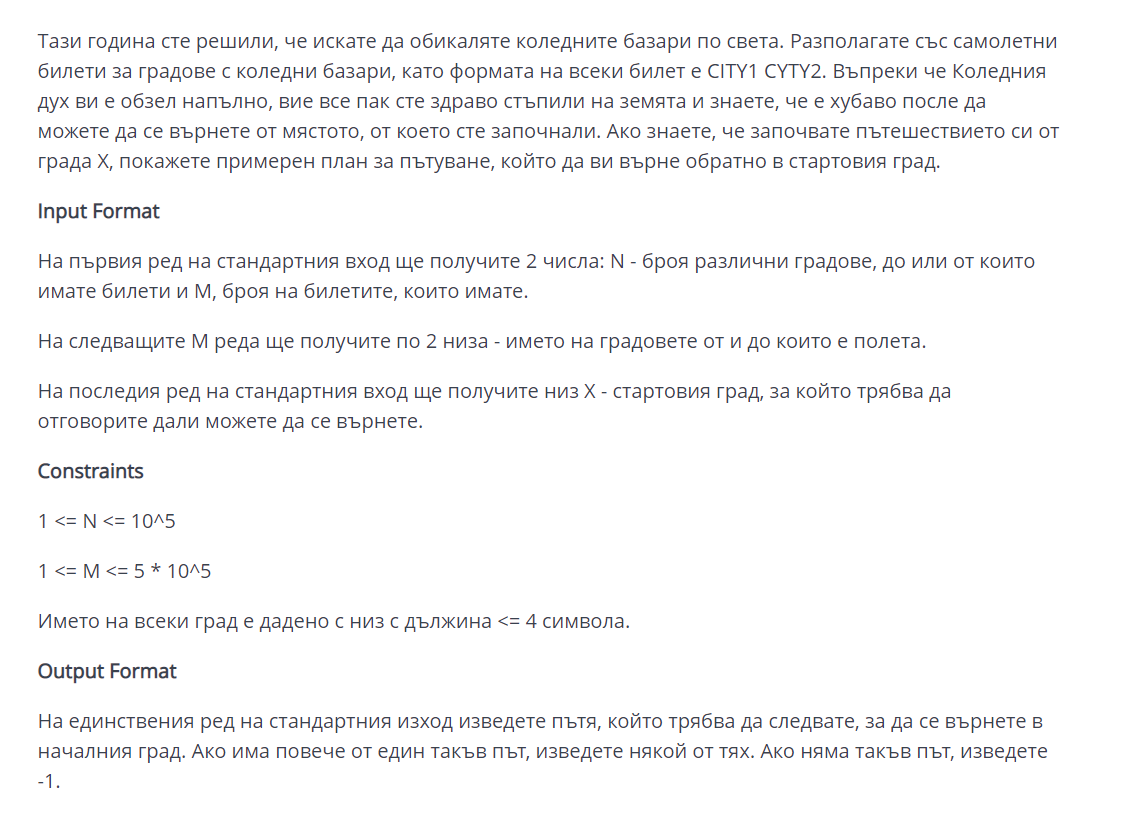 Тази година сте решили, че искате да обикаляте коледните базари по света. Разполагате със самолетни
билети за градове с коледни базари, като формата на всеки билет е CITY1 CYTY2. Въпреки че Коледния
дух ви е обзел напълно, вие все пак сте здраво стъпили на земята и знаете, че е хубаво после да
можете да се върнете от мястото, от което сте започнали. Ако знаете, че започвате пътешествието си от
града X, покажете примерен план за пътуване, който да ви върне обратно в стартовия град.
Input Format
На първия ред на стандартния вход ще получите 2 числа: N - броя различни градове, до или от които
имате билети и M, броя на билетите, които имате.
На следващите M реда ще получите по 2 низа - името на градовете от и до които е полета.
На последия ред на стандартния вход ще получите низ X - стартовия град, за който трябва да
отговорите дали можете да се върнете.
Constraints
1 <= N <= 10^5
1 <= M <= 5 * 10^5
Името на всеки град е дадено с низ с дължина <= 4 символа.
Output Format
На единствения ред на стандартния изход изведете пътя, който трябва да следвате, за да се върнете в
началния град. Ако има повече от един такъв път, изведете някой от тях. Ако няма такъв път, изведете
-1.